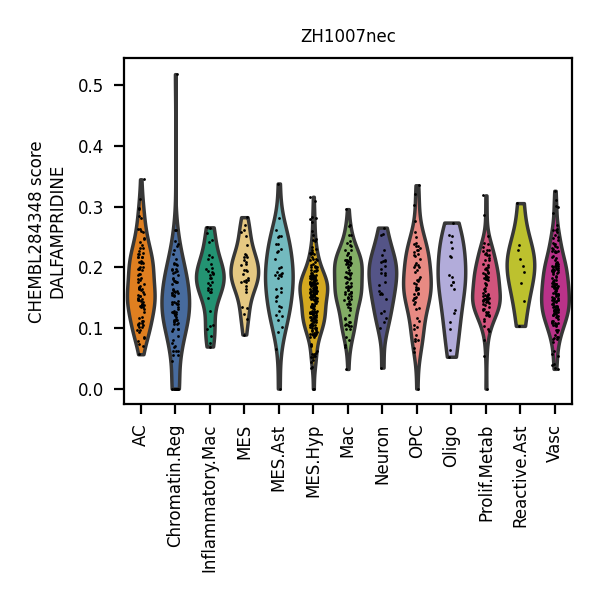 ZH1007nec
CHEMBL284348 score
DALFAMPRIDINE
0.5
0.4
0.3
0.2
0.1
0.0
AC
Chromatin.Reg
Inflammatory.Mac
MES
MES.Ast
MES.Hyp
Mac
Neuron
OPC
Oligo
Prolif.Metab
Reactive.Ast
Vasc